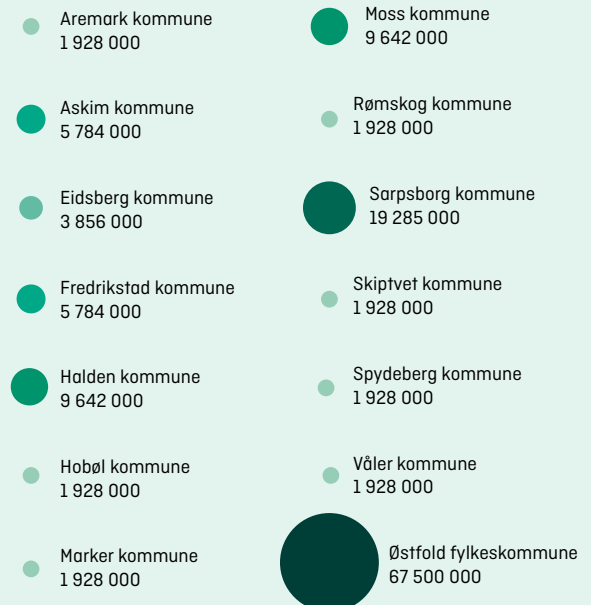 Aremark kommune
1 928 000
Askim kommune
5 784 000
Eidsberg kommune
3 856 000
Fredrikstad kommune
5 784 000
Halden kommune
9 642 000
Hobøl kommune
1 928 000
Marker kommune
1 928 000
Moss kommune
9 642 000
Rømskog kommune
1 928 000
Sarpsborg kommune
19 285 000
Skiptvet kommune
1 928 000
Spydeberg kommune
1 928 000
Våler kommune
1 928 000
Østfold fylkeskommune
67 500 000